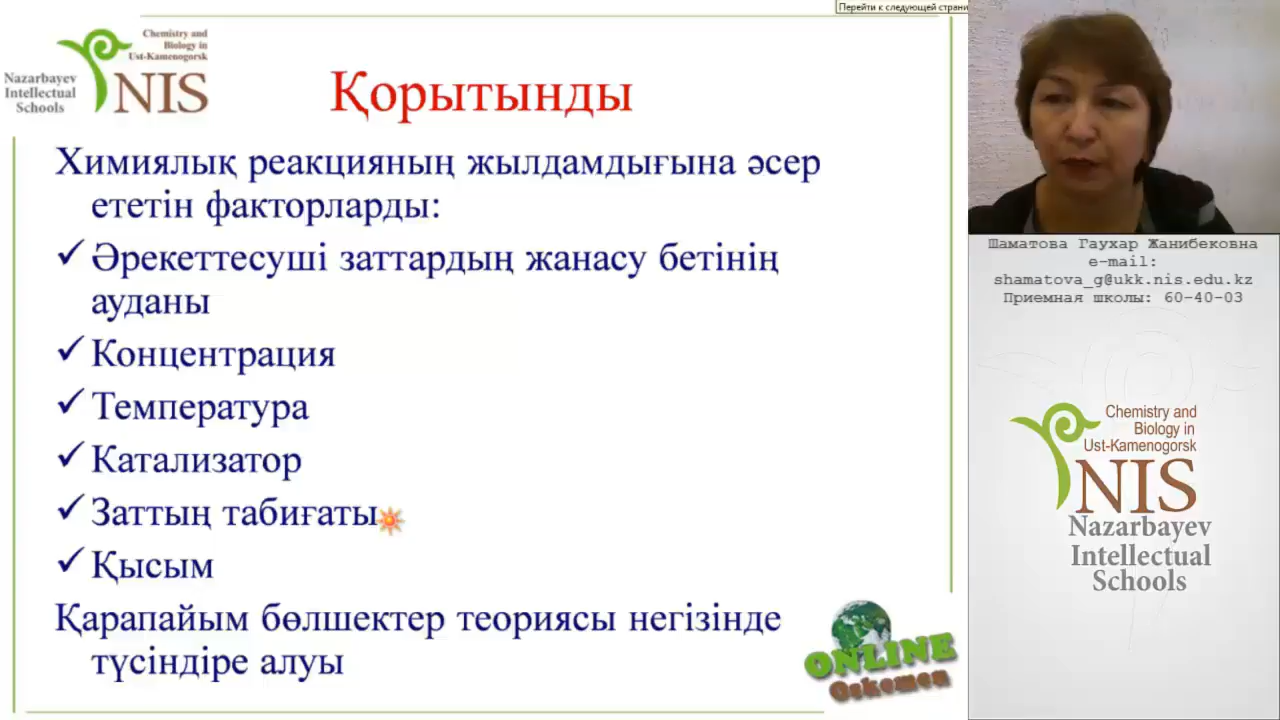 Перейти к следующей страни
Chemistry and
Biology in
Ust-Kamenogorsk
Nazarbayev
Intellectual
Schools
NIS
Қорытынды
Химиялық реакцияның жылдамдығына әсер
ететін факторларды:
Әрекеттесуші заттардың жанасу бетінің
ауданы
Концентрация
Температура
Катализатор
Заттың табиғаты
Қысым
Қарапайым бөлшектер теориясы негізінде
түсіндіре алуы
ONLINE
Oskemen
Шаматова Гаухар Жанибековна
e-mail:
shamatova_g@ukk.nis.edu.kz
Приемная школы: 60-40-03
Chemistry and
Biology in
Ust-Kamenogorsk
NIS
Nazarbayev
Intellectual
Schools